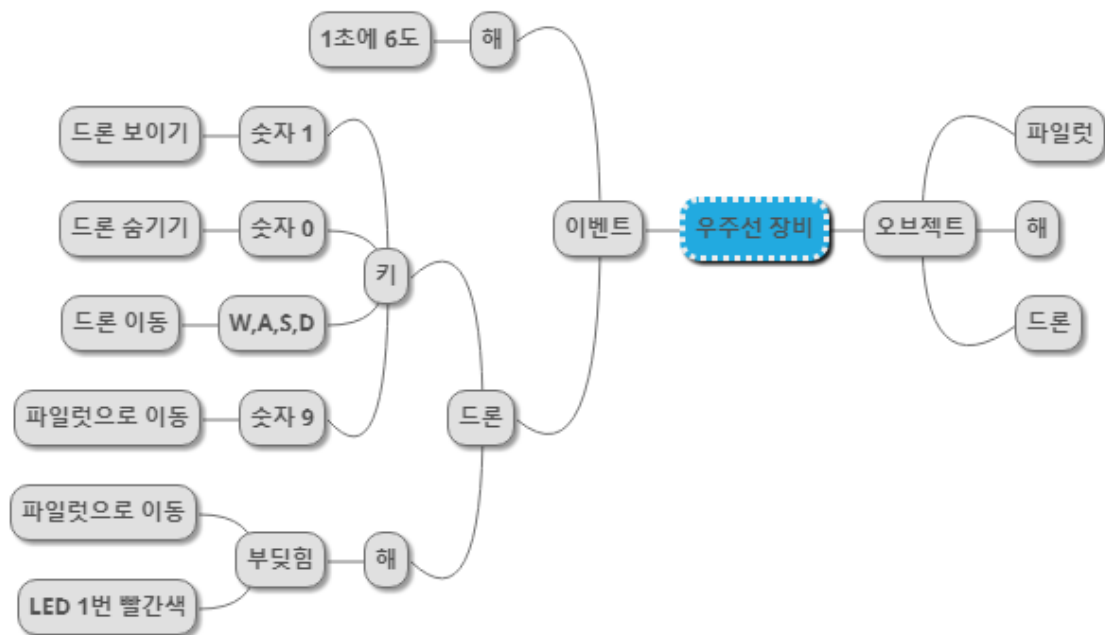 1초에 6도
해
드론 보이기
숫자 1
파일럿
드론 숨기기
숫자 0
이벤트
우주선 장비
오브젝트
해
키
드론 이동
W,A,S,D
드론
파일럿으로 이동
숫자 9
드론
파일럿으로 이동
부딪힘
해
LED 1번 빨간색